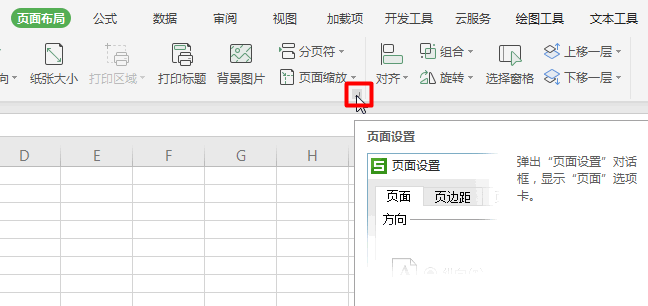 页面布局 公式 数据 审阅 视图 加载项 开发工具 云服务 绘图工具 文本工具
分页符 组合 上移一层
向 纸张大小 打印区域 打印标题 背景图片 页面缩放 对齐 旋转 选择窗格 下移一层
页面设置
D E F G H
S 页面设置
弹出“页面设置”对话
框，显示“页面”选项
卡。
页面 页边距
方向
A